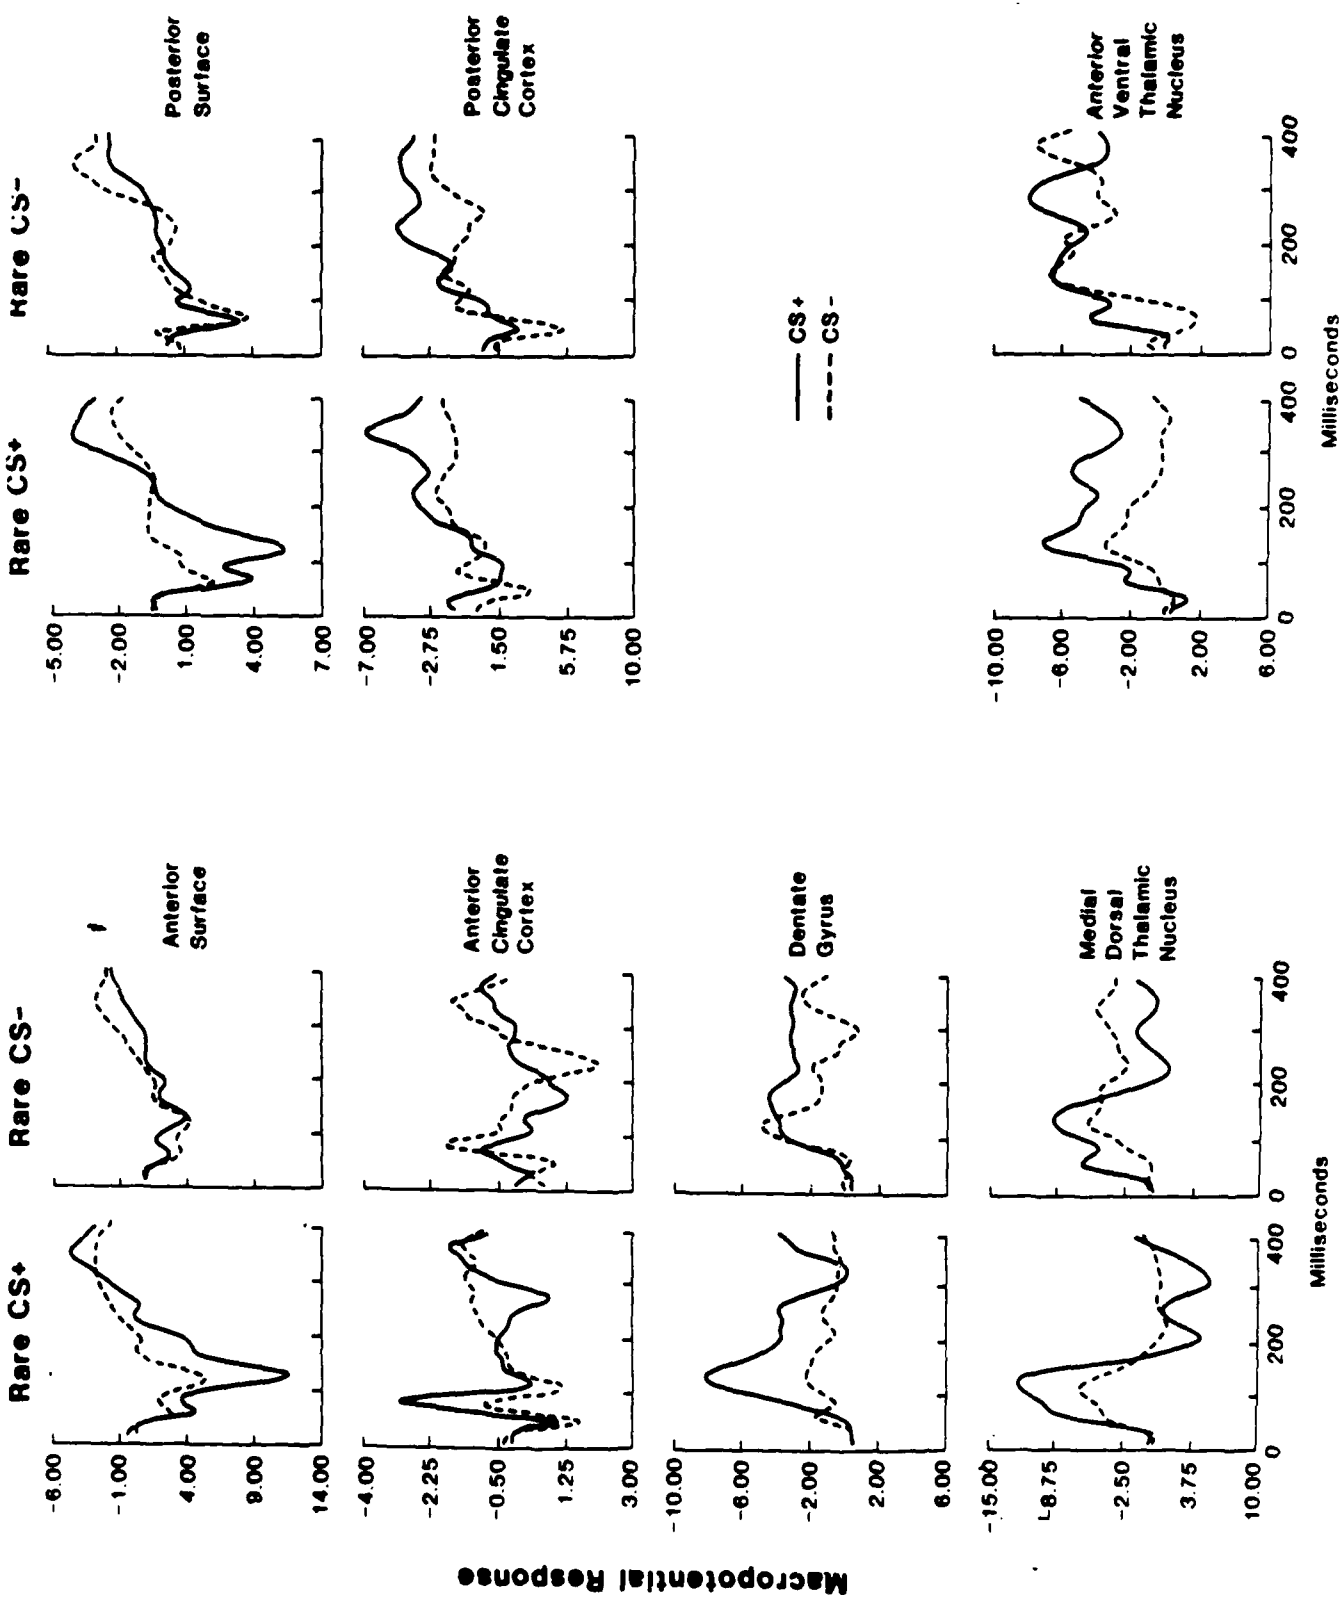 Rare CS+
Rare CS-
Rare CS+
Rare CS-
-6.00
-1.00
4.00
9.00
14.00
Anterior
Surface
-5.00
-2.00
1.00
4.00
7.00
Posterior
Surface
-4.00
-2.25
-0.50
1.25
3.00
Anterior
Cingulate
Cortex
-7.00
-2.75
1.50
5.75
10.00
Posterior
Cingulate
Cortex
Macropotential Response
-10.00
-6.00
-2.00
2.00
6.00
Dentate
Gyrus
CS+
CS-
-15.00
-8.75
-2.50
3.75
10.00
0
200
400
0
200
400
Medial
Dorsal
Thalamic
Nucleus
Milliseconds
-10.00
-6.00
-2.00
2.00
6.00
0
200
400
0
200
400
Anterior
Ventral
Thalamic
Nucleus
Milliseconds